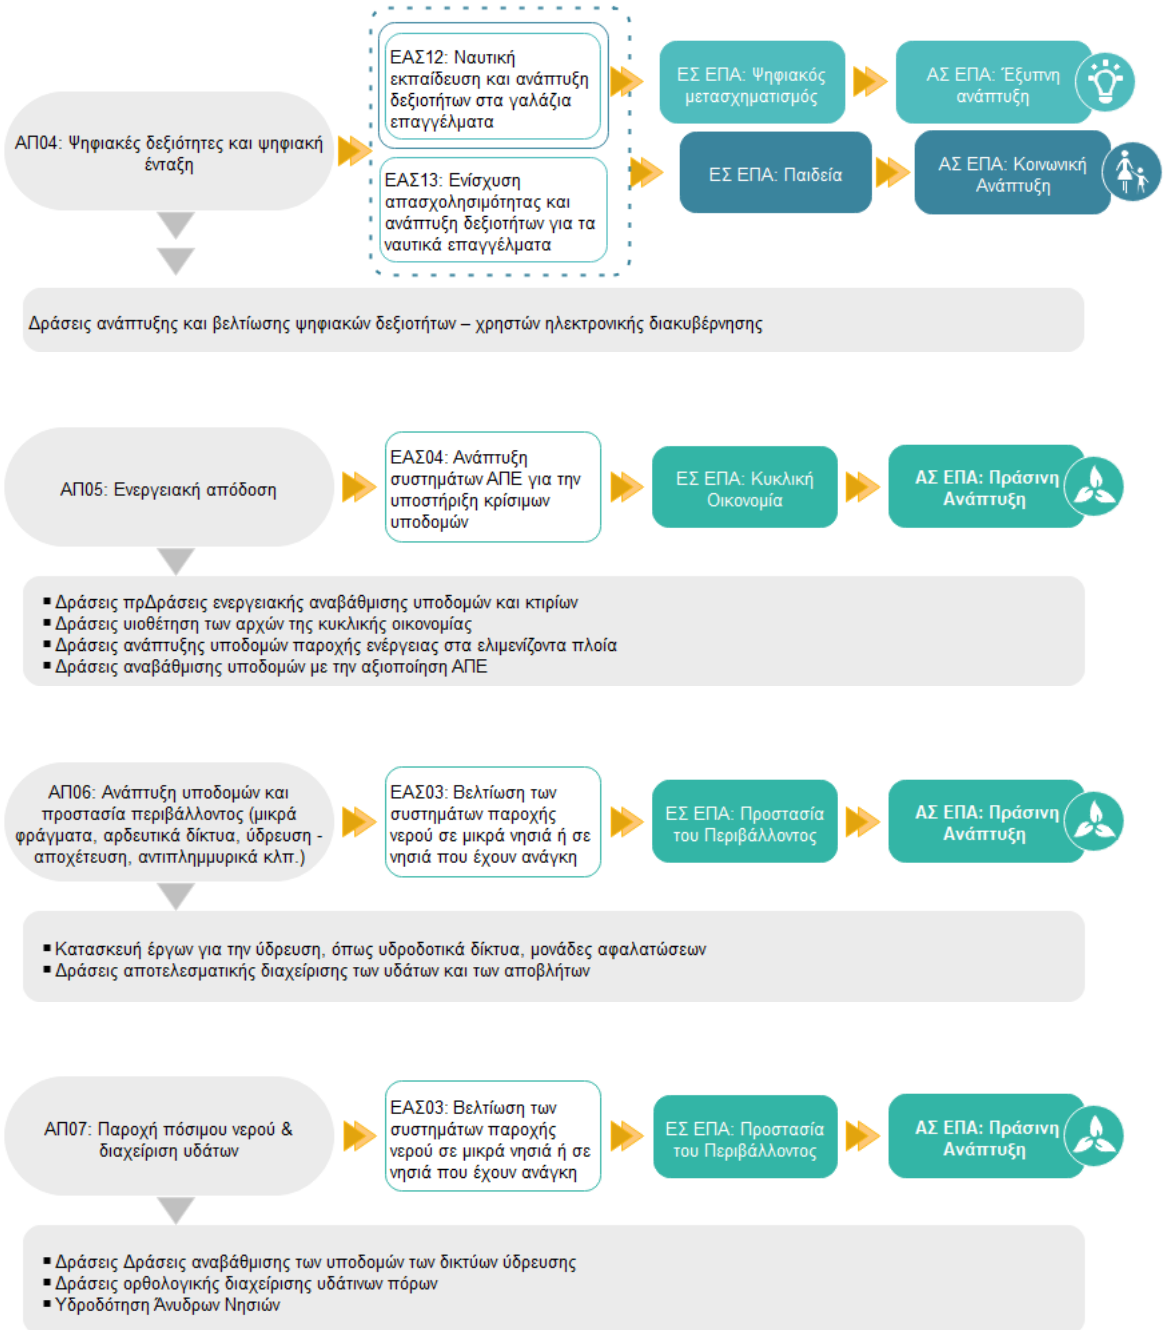 ΑΠ04: Ψηφιακές δεξιότητες και ψηφιακή
ένταξη
ΕΑΣ12: Ναυτική
εκπαίδευση και ανάπτυξη
δεξιοτήτων στα γαλάζια
επαγγέλματα
ΕΣ ΕΠΑ: Ψηφιακός
μετασχηματισμός
ΑΣ ΕΠΑ: Έξυπνη
ανάπτυξη
ΕΑΣ13: Ενίσχυση
απασχολησιμότητας και
ανάπτυξη δεξιοτήτων για τα
ναυτικά επαγγέλματα
ΕΣ ΕΠΑ: Παιδεία
ΑΣ ΕΠΑ: Κοινωνική
Ανάπτυξη
Δράσεις ανάπτυξης και βελτίωσης ψηφιακών δεξιοτήτων – χρηστών ηλεκτρονικής διακυβέρνησης
ΑΠ05: Ενεργειακή απόδοση
ΕΑΣ04: Ανάπτυξη
συστημάτων ΑΠΕ για την
υποστήριξη κρίσιμων
υποδομών
ΕΣ ΕΠΑ: Κυκλική
Οικονομία
ΑΣ ΕΠΑ: Πράσινη
Ανάπτυξη
▪ Δράσεις πρΔράσεις ενεργειακής αναβάθμισης υποδομών και κτιρίων
▪ Δράσεις υιοθέτηση των αρχών της κυκλικής οικονομίας
▪ Δράσεις ανάπτυξης υποδομών παροχής ενέργειας στα ελιμενίζοντα πλοία
▪ Δράσεις αναβάθμισης υποδομών με την αξιοποίηση ΑΠΕ
ΑΠ06: Ανάπτυξη υποδομών και
προστασία περιβάλλοντος (μικρά
φράγματα, αρδευτικά δίκτυα, ύδρευση -
αποχέτευση, αντιπλημμυρικά κλπ.)
ΕΑΣ03: Βελτίωση των
συστημάτων παροχής
νερού σε μικρά νησιά ή σε
νησιά που έχουν ανάγκη
ΕΣ ΕΠΑ: Προστασία
του Περιβάλλοντος
ΑΣ ΕΠΑ: Πράσινη
Ανάπτυξη
▪ Κατασκευή έργων για την ύδρευση, όπως υδροδοτικά δίκτυα, μονάδες αφαλατώσεων
▪ Δράσεις αποτελεσματικής διαχείρισης των υδάτων και των αποβλήτων
ΑΠ07: Παροχή πόσιμου νερού &
διαχείριση υδάτων
ΕΑΣ03: Βελτίωση των
συστημάτων παροχής
νερού σε μικρά νησιά ή σε
νησιά που έχουν ανάγκη
ΕΣ ΕΠΑ: Προστασία
του Περιβάλλοντος
ΑΣ ΕΠΑ: Πράσινη
Ανάπτυξη
▪ Δράσεις Δράσεις αναβάθμισης των υποδομών των δικτύων ύδρευσης
▪ Δράσεις ορθολογικής διαχείρισης υδάτινων πόρων
▪ Υδροδότηση Άνυδρων Νησιών